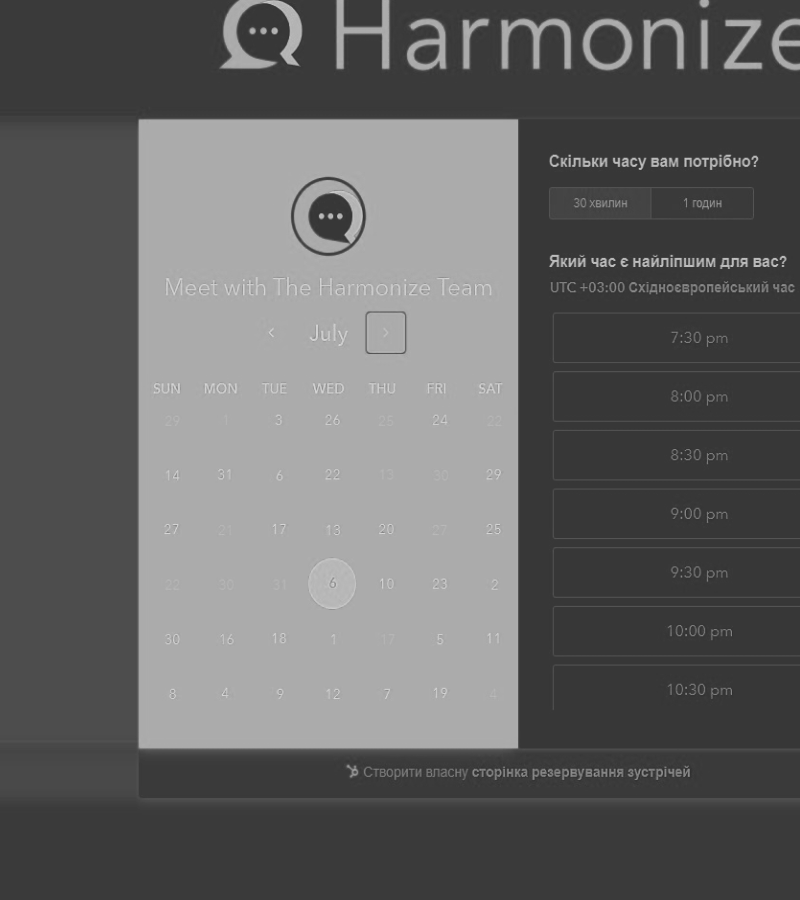 Harmonize
Meet with The Harmonize Team
July
SUN MON TUE WED THU FRI SAT
29 1 3 26 25 24 22
14 31 6 22 13 30 29
27 21 17 13 20 27 25
22 30 31 6 10 23 2
30 16 18 1 17 5 11
8 4 9 12 7 19 4
Скільки часу вам потрібно?
30 хвилин 1 годин
Який час є найліпшим для вас?
UTC +03:00 Східноєвропейський час
7:30 pm
8:00 pm
8:30 pm
9:00 pm
9:30 pm
10:00 pm
10:30 pm
Створити власну сторінка резервування зустрічей